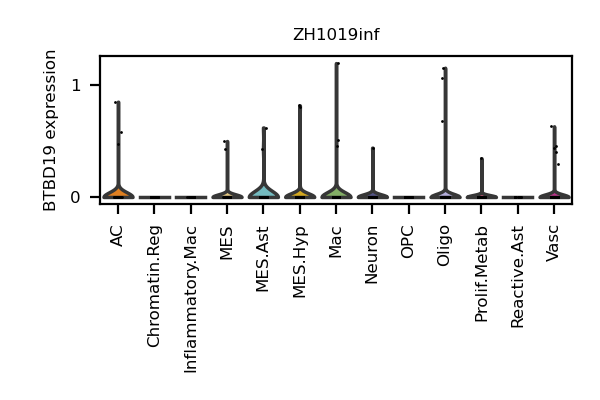 ZH1019inf
BTBD19 expression
1
0
AC
Chromatin.Reg
Inflammatory.Mac
MES
MES.Ast
MES.Hyp
Mac
Neuron
OPC
Oligo
Prolif.Metab
Reactive.Ast
Vasc